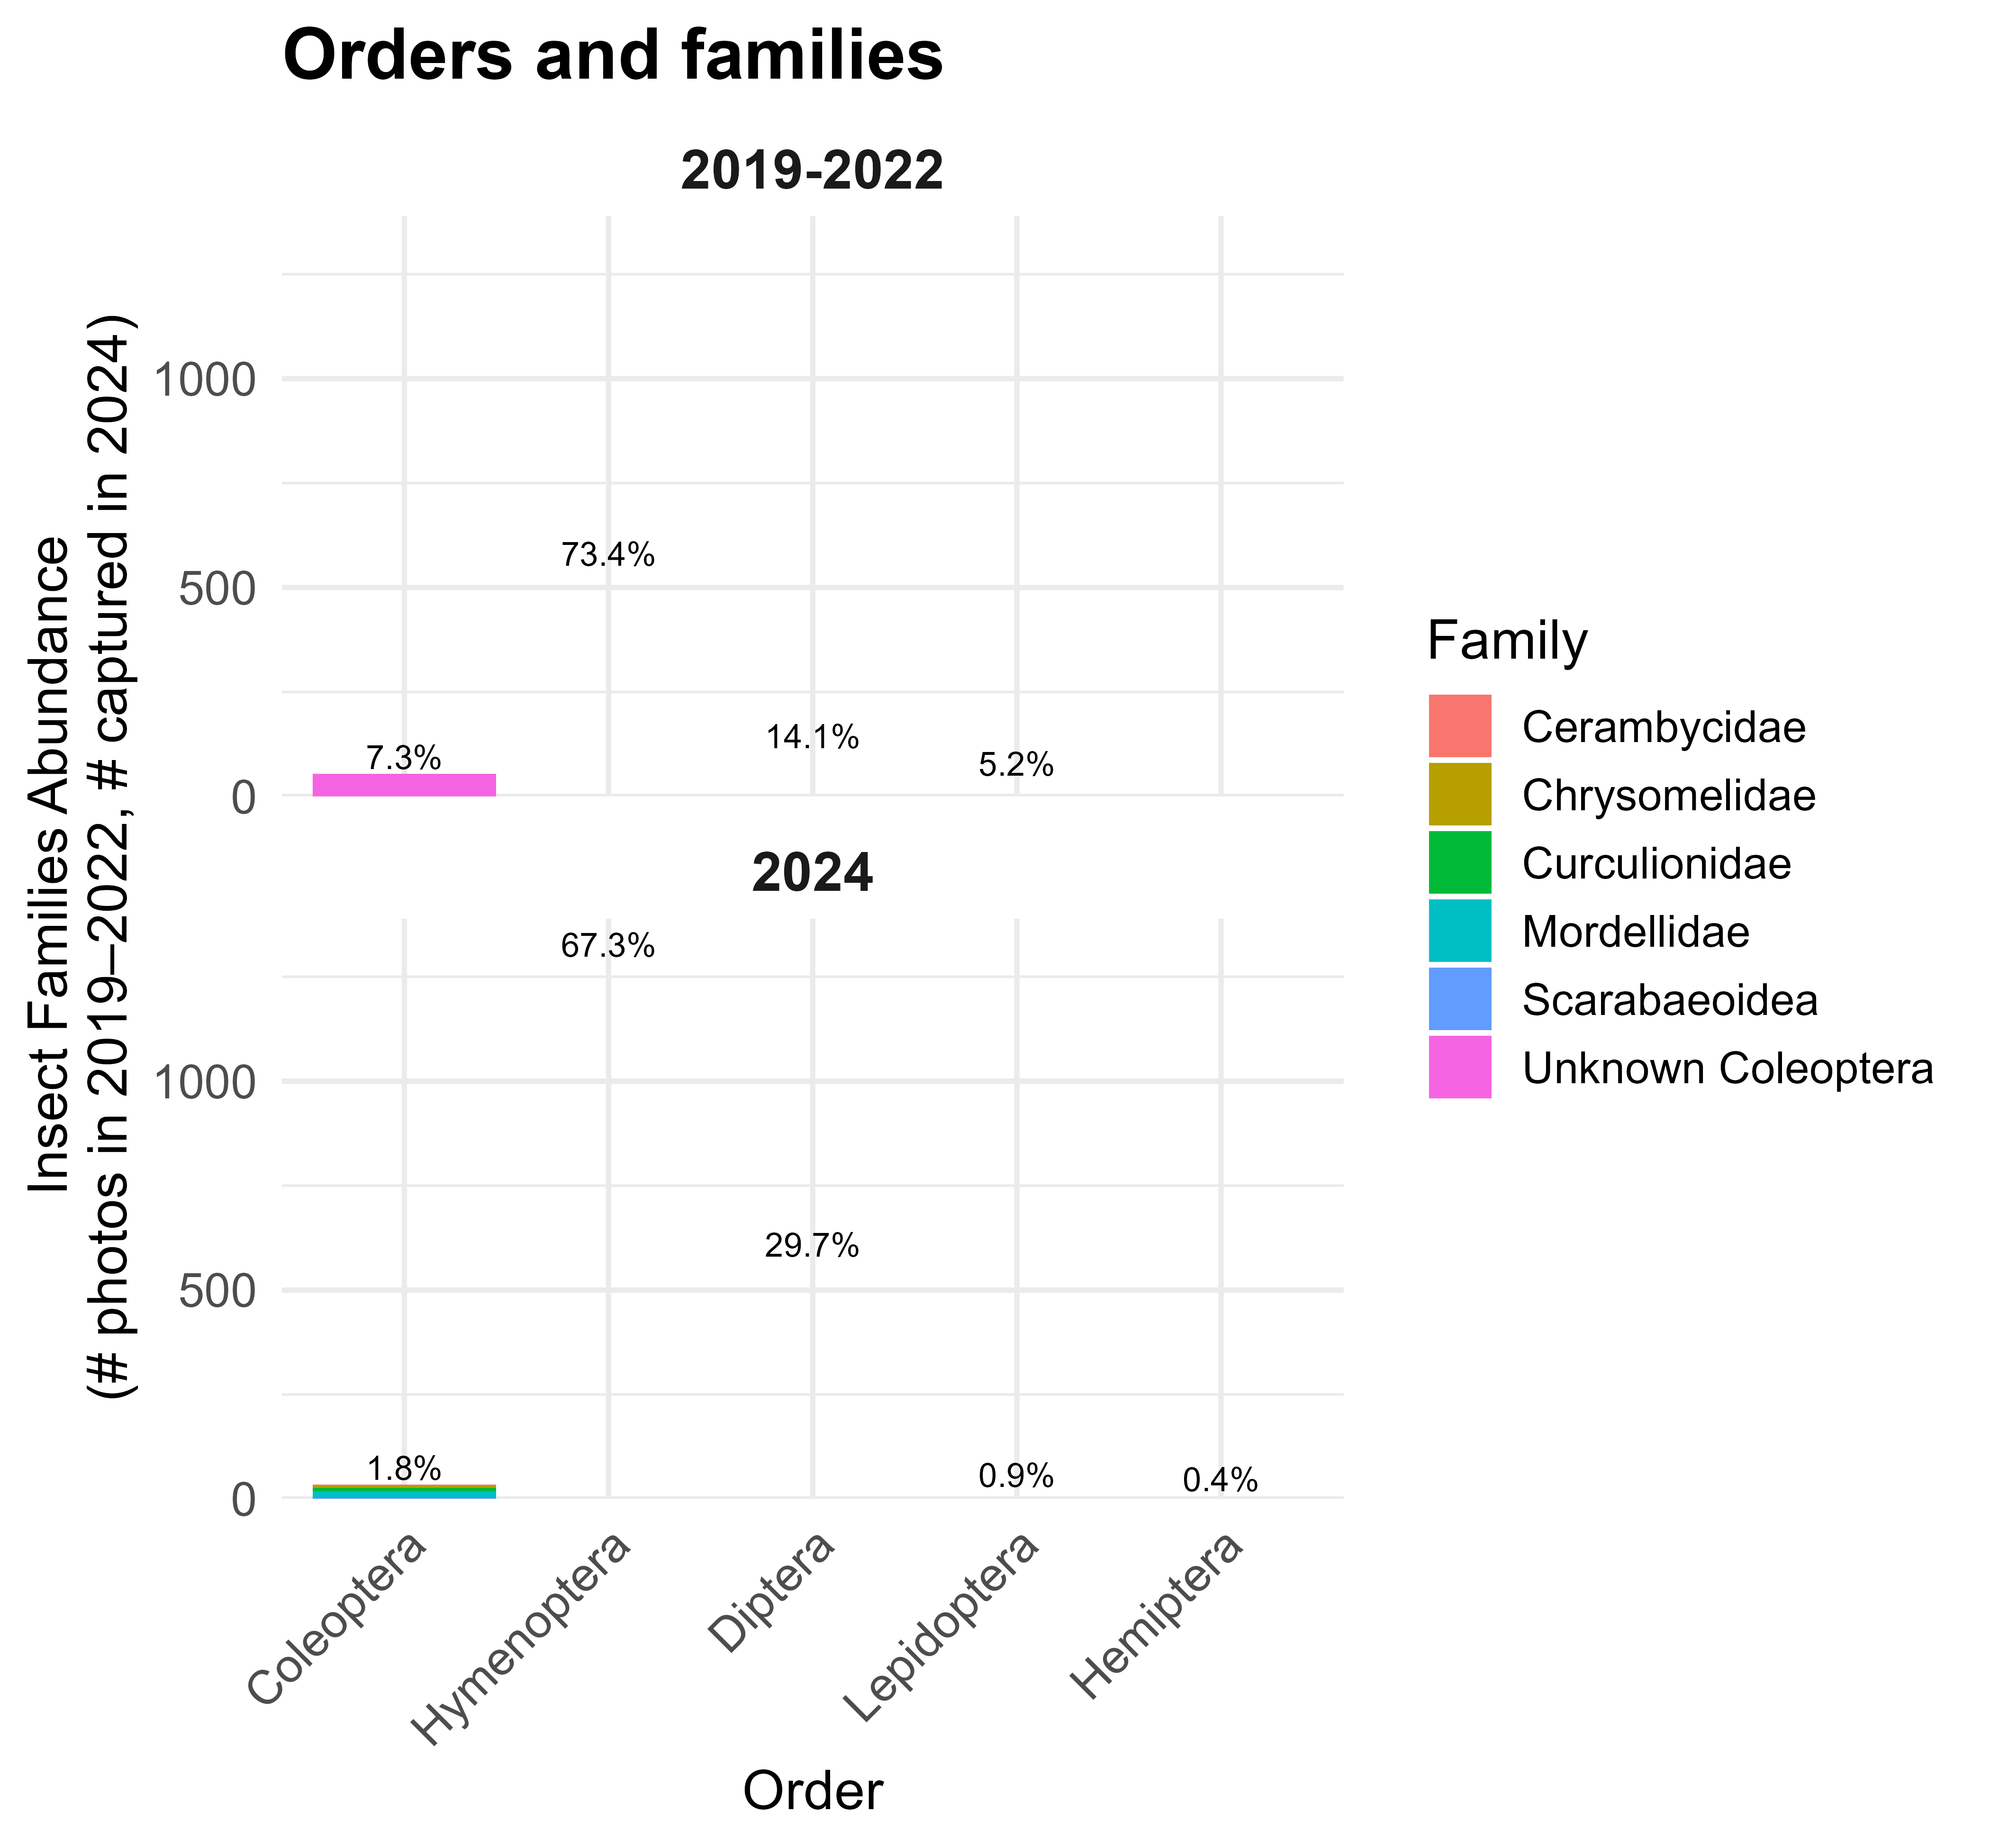 Orders and families
2019-2022
Insect Families Abundance
(# photos in 2019–2022, # captured in 2024)
1000
500
0
73.4%
14.1%
7.3%
5.2%
2024
1000
500
0
67.3%
29.7%
1.8%
0.9%
0.4%
Coleoptera
Hymenoptera
Diptera
Lepidoptera
Hemiptera
Order
Family
Cerambycidae
Chrysomelidae
Curculionidae
Mordellidae
Scarabaeoidea
Unknown Coleoptera